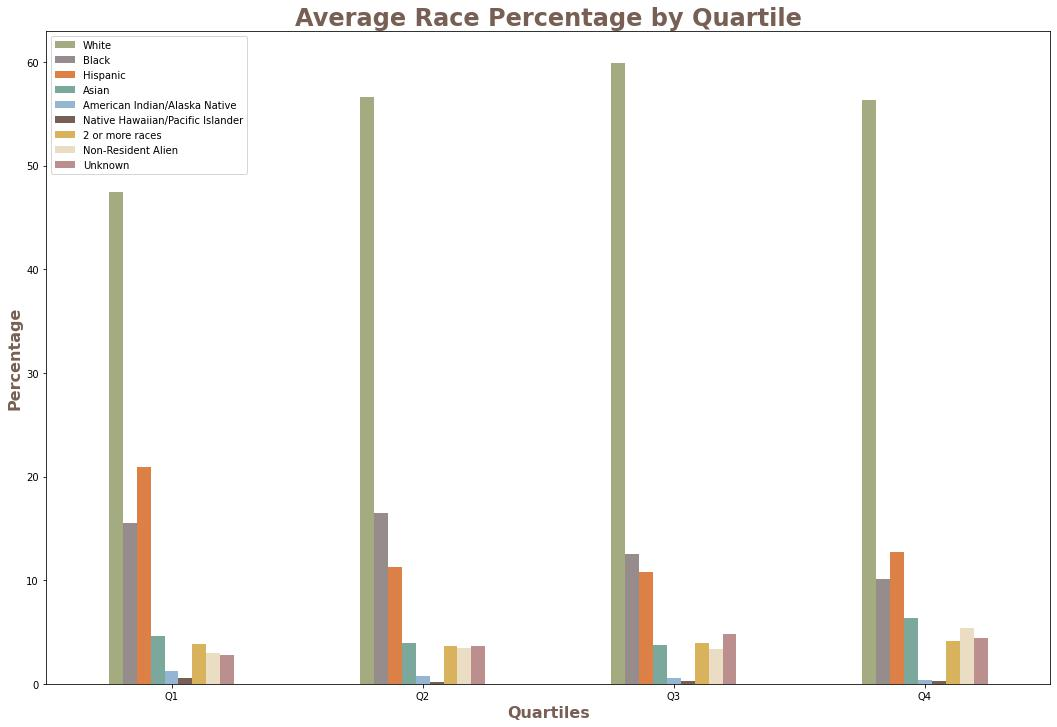 Average Race Percentage by Quartile
White
Black
Hispanic
Asian
American Indian/Alaska Native
Native Hawaiian/Pacific Islander
2 or more races
Non-Resident Alien
Unknown
60
50
40
30
20
10
0
Percentage
Q1 Q2 Q3 Q4
Quartiles